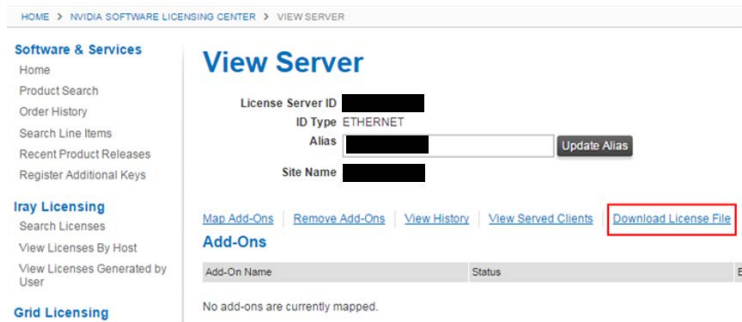 HOME > NVIDIA SOFTWARE LICENSING CENTER > VIEW SERVER
Software & Services
Home
Product Search
Order History
Search Line Items
Recent Product Releases
Register Additional Keys
Iray Licensing
Search Licenses
View Licenses By Host
View Licenses Generated by
User
Grid Licensing
View Server
License Server ID
ID Type ETHERNET
Alias Update Alias
Site Name
Map Add-Ons | Remove Add-Ons | View History | View Served Clients | Download License File
Add-Ons
Add-On Name Status
No add-ons are currently mapped.